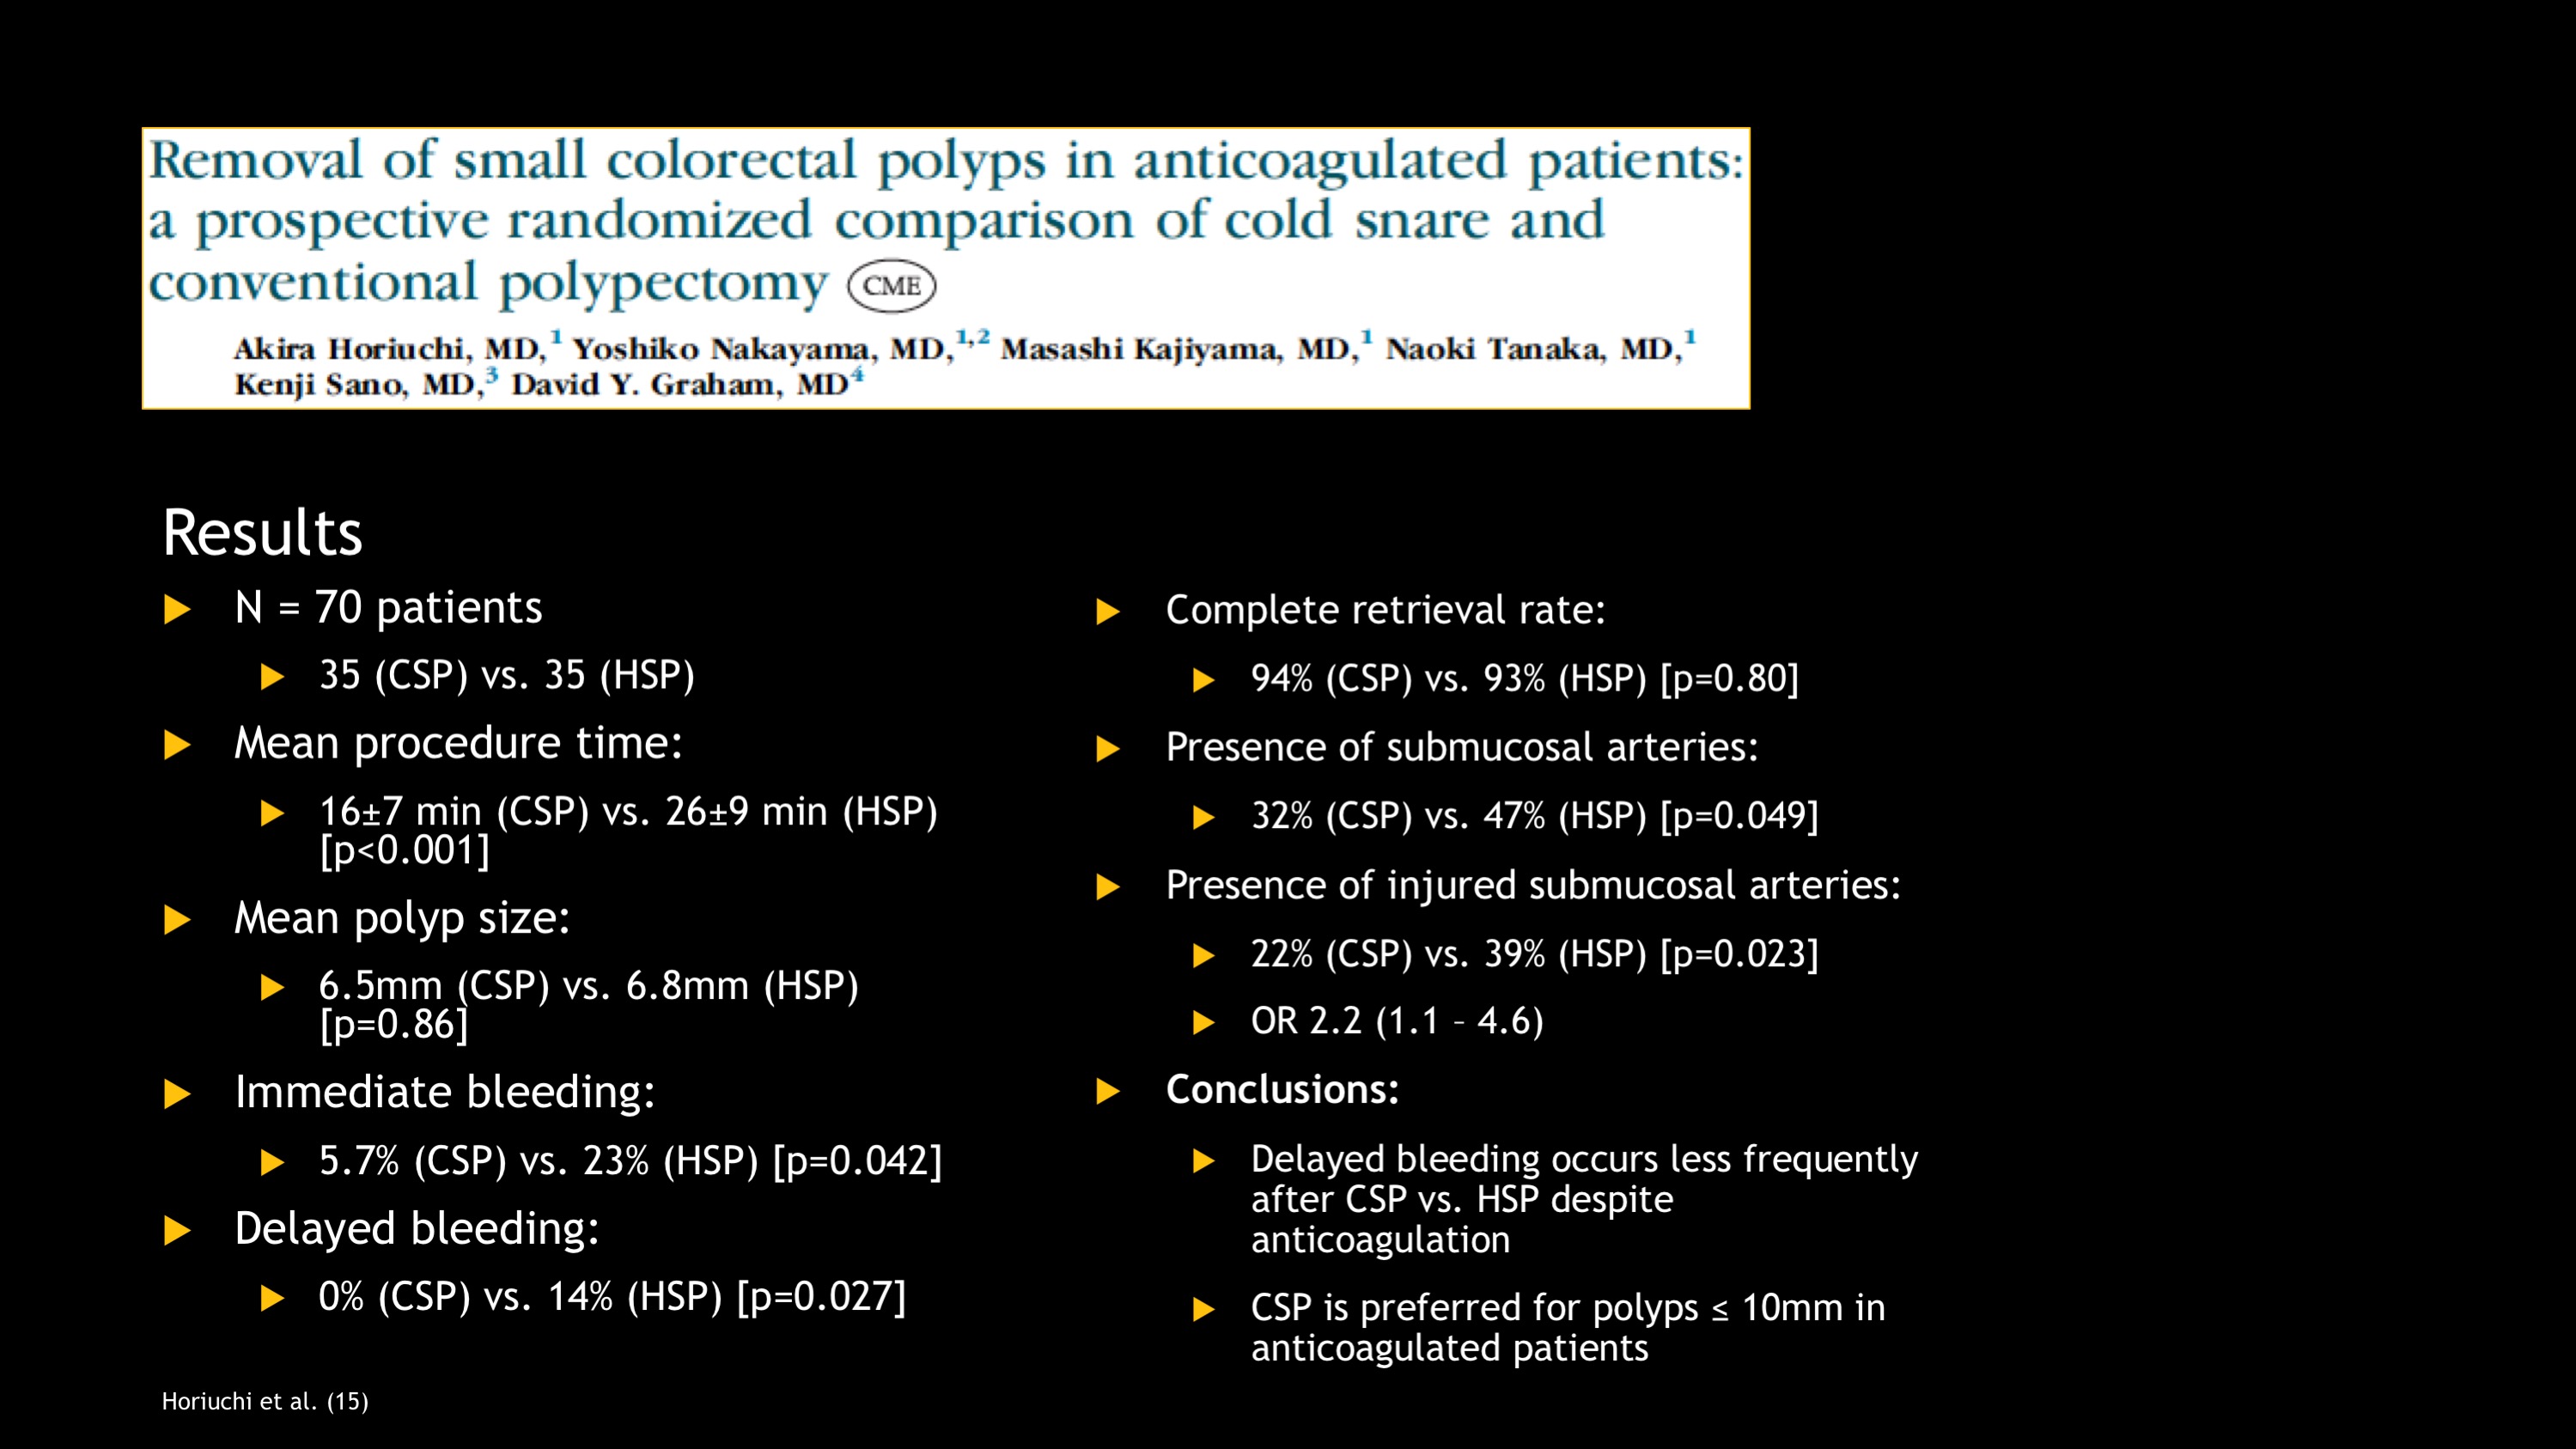 Removal of small colorectal polyps in anticoagulated patients:
a prospective randomized comparison of cold snare and
conventional polypectomy CME
Akira Horiuchi, MD,1 Yoshiko Nakayama, MD,1,2 Masashi Kajiyama, MD,1 Naoki Tanaka, MD,1
Kenji Sano, MD,3 David Y. Graham, MD4
Results
N = 70 patients
35 (CSP) vs. 35 (HSP)
Mean procedure time:
16±7 min (CSP) vs. 26±9 min (HSP)
[p<0.001]
Mean polyp size:
6.5mm (CSP) vs. 6.8mm (HSP)
[p=0.86]
Immediate bleeding:
5.7% (CSP) vs. 23% (HSP) [p=0.042]
Delayed bleeding:
0% (CSP) vs. 14% (HSP) [p=0.027]
Complete retrieval rate:
94% (CSP) vs. 93% (HSP) [p=0.80]
Presence of submucosal arteries:
32% (CSP) vs. 47% (HSP) [p=0.049]
Presence of injured submucosal arteries:
22% (CSP) vs. 39% (HSP) [p=0.023]
OR 2.2 (1.1 – 4.6)
Conclusions:
Delayed bleeding occurs less frequently
after CSP vs. HSP despite
anticoagulation
CSP is preferred for polyps ≤ 10mm in
anticoagulated patients
Horiuchi et al. (15)